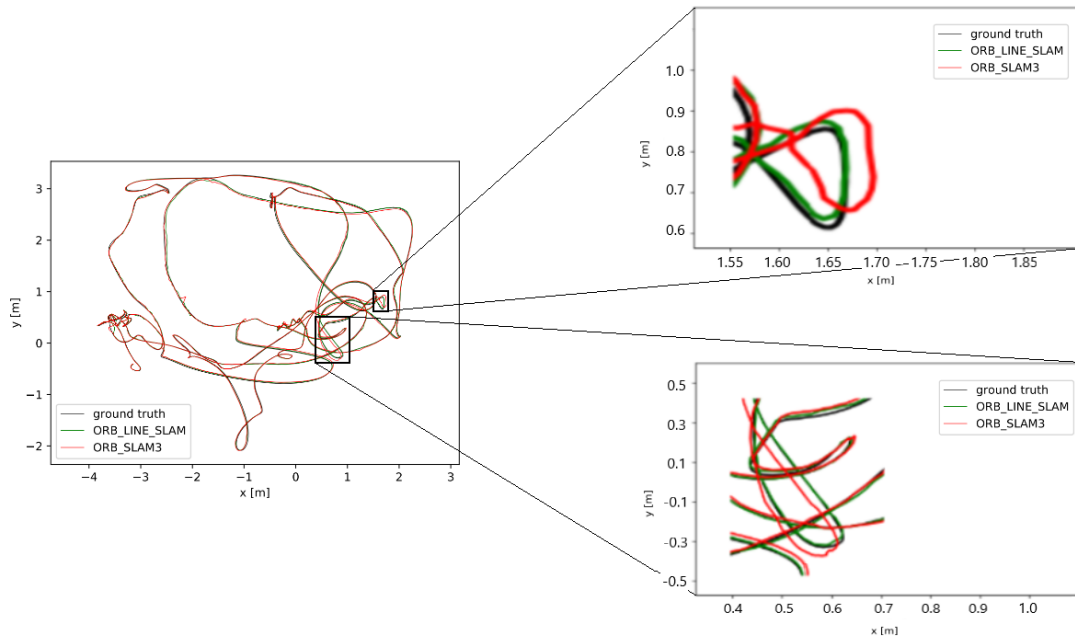 3
2
1
0
−1
−2
y [m]
ground truth
ORB_LINE_SLAM
ORB_SLAM3
−4
−3
−2
−1
0
1
2
3
x [m]
ground truth
ORB_LINE_SLAM
ORB_SLAM3
1.0
0.9
0.8
0.7
0.6
y [m]
1.55
1.60
1.65
1.70
1.75
1.80
1.85
x [m]
ground truth
ORB_LINE_SLAM
ORB_SLAM3
0.5
0.3
0.1
-0.1
-0.3
-0.5
y [m]
0.4
0.5
0.6
0.7
0.8
0.9
1.0
x [m]